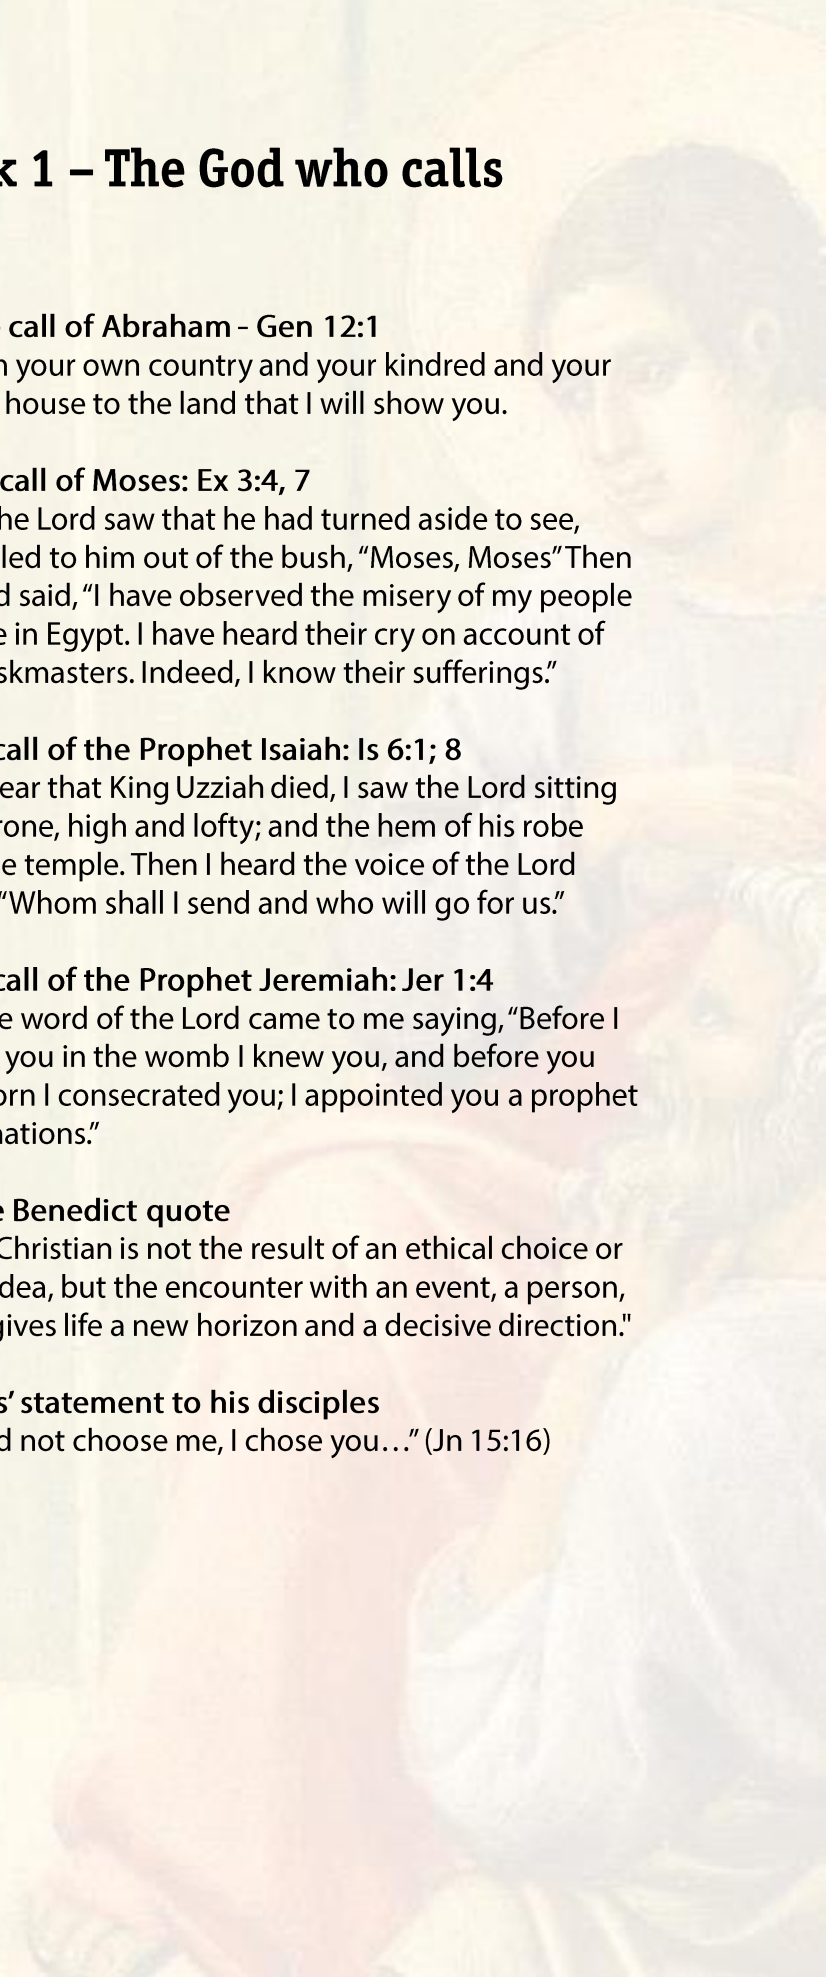 k 1 – The God who calls
call of Abraham - Gen 12:1
n your own country and your kindred and your
house to the land that I will show you.
call of Moses: Ex 3:4, 7
he Lord saw that he had turned aside to see,
led to him out of the bush, “Moses, Moses” Then
d said, “I have observed the misery of my people
e in Egypt. I have heard their cry on account of
skmasters. Indeed, I know their sufferings.”
call of the Prophet Isaiah: Is 6:1; 8
ear that King Uzziah died, I saw the Lord sitting
rone, high and lofty; and the hem of his robe
e temple. Then I heard the voice of the Lord
“Whom shall I send and who will go for us.”
call of the Prophet Jeremiah: Jer 1:4
e word of the Lord came to me saying, “Before I
you in the womb I knew you, and before you
orn I consecrated you; I appointed you a prophet
nations.”
e Benedict quote
Christian is not the result of an ethical choice or
dea, but the encounter with an event, a person,
gives life a new horizon and a decisive direction."
s’ statement to his disciples
d not choose me, I chose you…” (Jn 15:16)